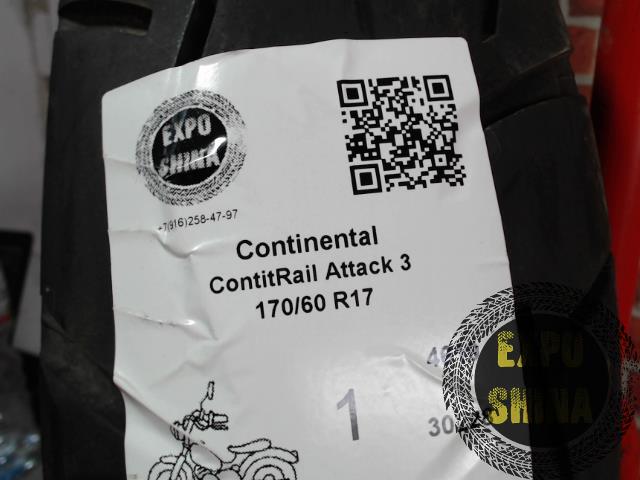 EXPO
SHINA
+7(916)258-47-97
Continental
ContitRail Attack 3
170/60 R17
1
EXPO
SHINA